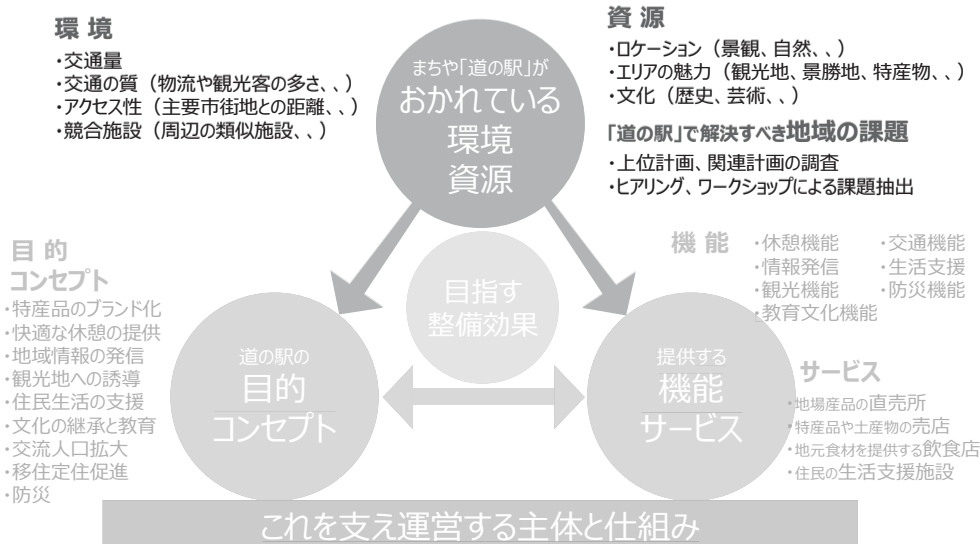 環 境
・交通量
・交通の質（物流や観光客の多さ、、）
・アクセス性（主要市街地との距離、、）
・競合施設（周辺の類似施設、、）
まちや「道の駅」が
おかれている
環境
資源
資 源
・ロケーション（景観、自然、、）
・エリアの魅力（観光地、景勝地、特産物、、）
・文化（歴史、芸術、、）
「道の駅」で解決すべき地域の課題
・上位計画、関連計画の調査
・ヒアリング、ワークショップによる課題抽出
目 的
コンセプト
・特産品のブランド化
・快適な休憩の提供
・地域情報の発信
・観光地への誘導
・住民生活の支援
・文化の継承と教育
・交流人口拡大
・移住定住促進
・防災
道の駅の
目的
コンセプト
目指す
整備効果
提供する
機能
サービス
機 能
・休憩機能
・情報発信
・観光機能
・教育文化機能
・交通機能
・生活支援
・防災機能
サービス
・地場産品の直売所
・特産品や土産物の売店
・地元食材を提供する飲食店
・住民の生活支援施設
これを支え運営する主体と仕組み